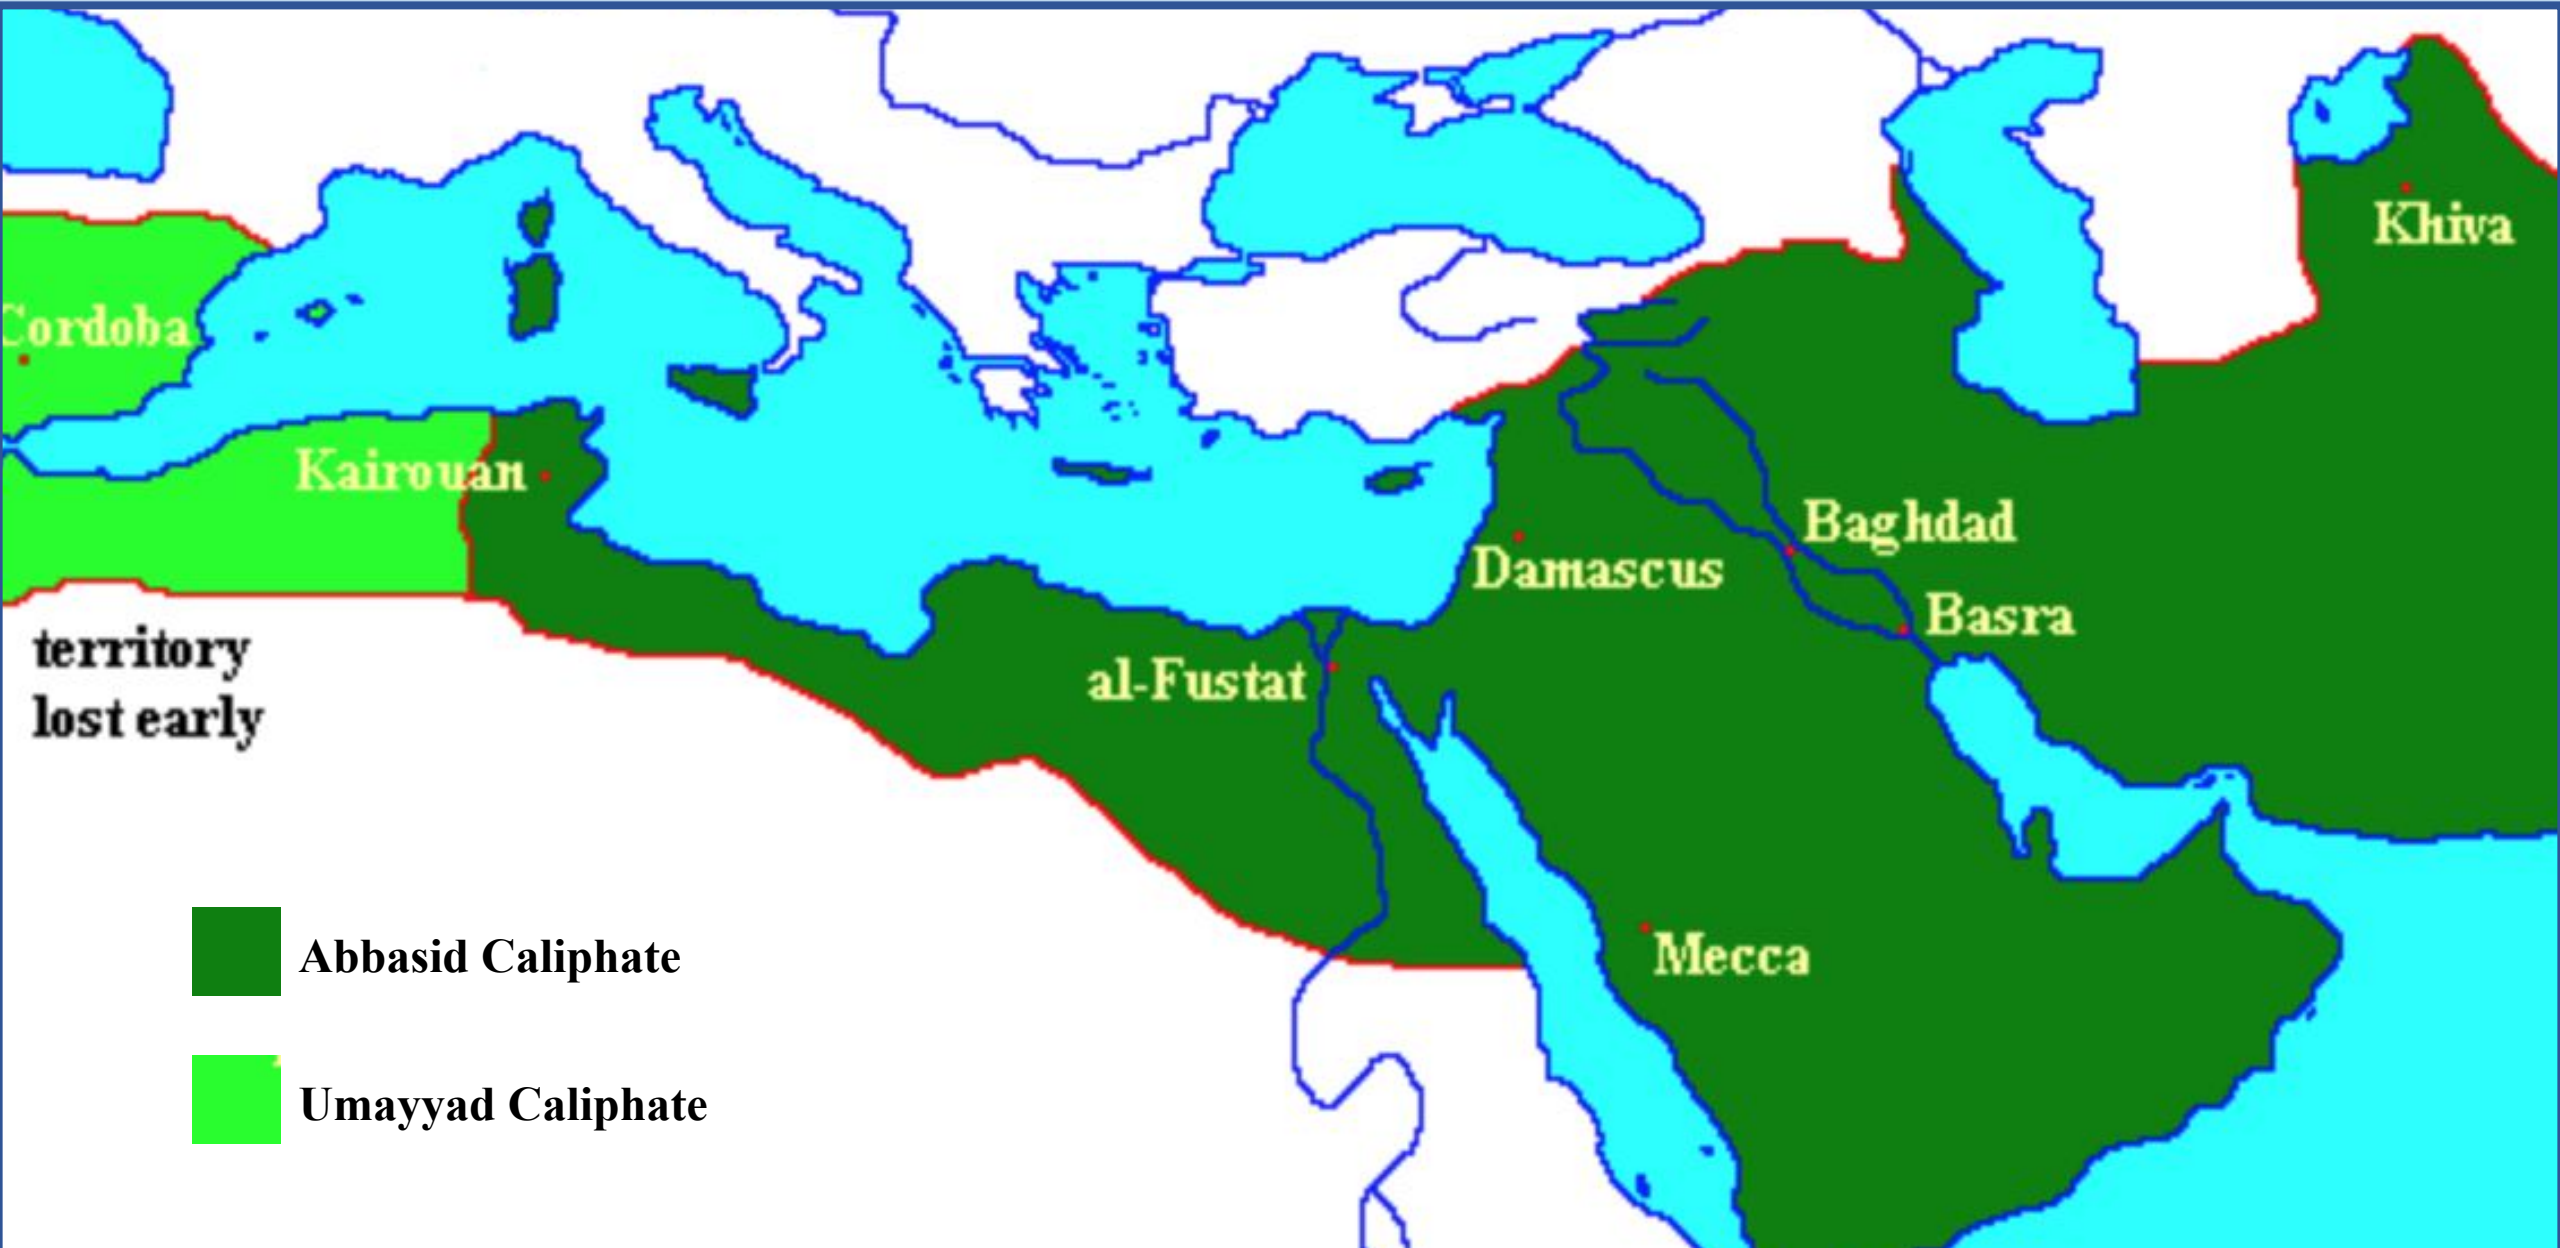 Khiva
Cordoba
Kairouan
Baghdad
Damascus
Basra
territory
lost early
al-Fustat
Mecca
Abbasid Caliphate
Umayyad Caliphate